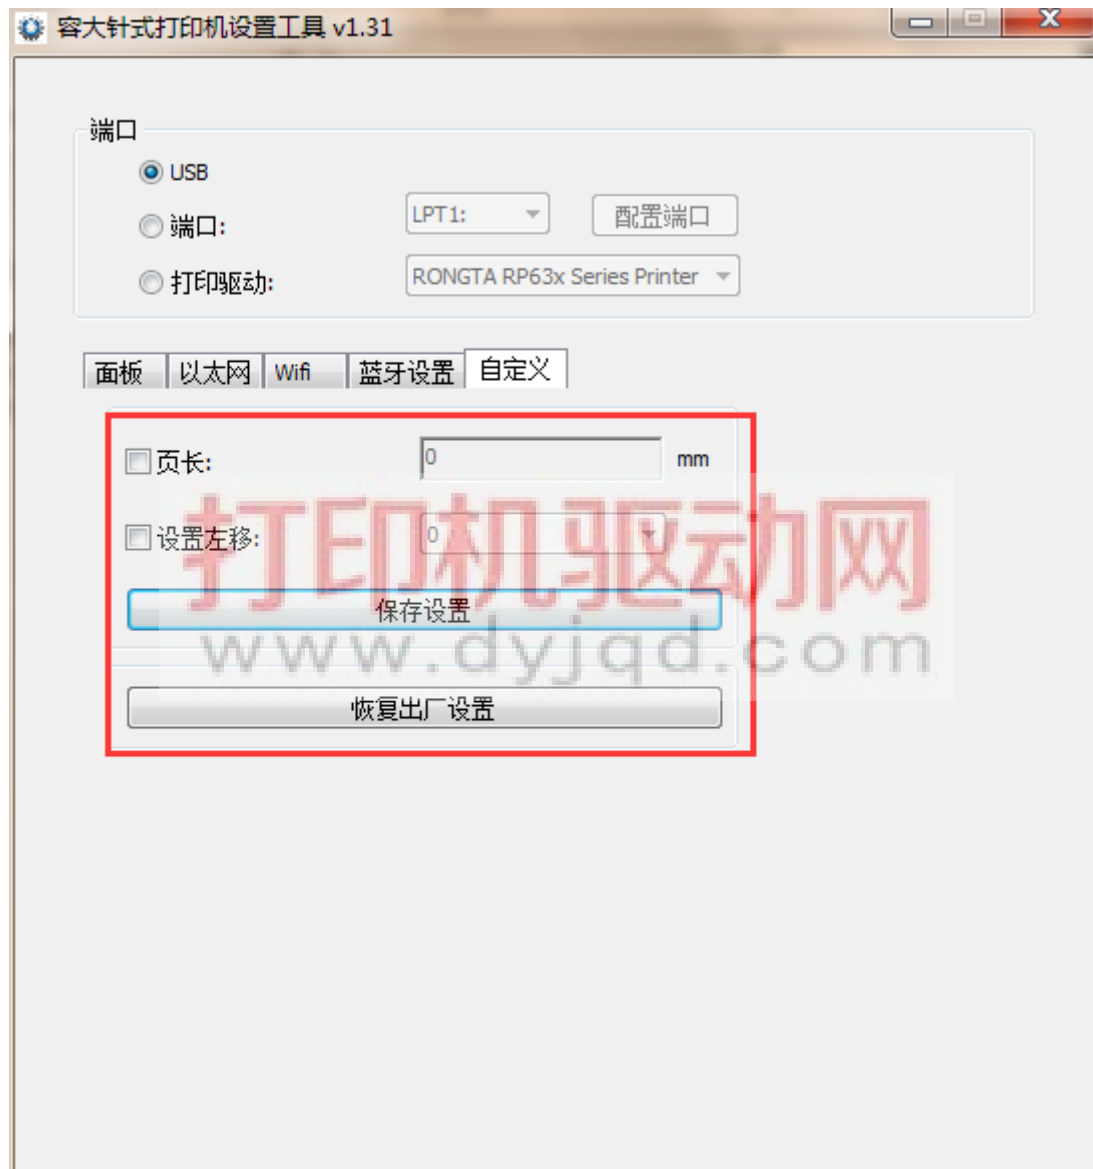 容大针式打印机设置工具 v1.31
端口
USB
端口: LPT1: 配置端口
打印驱动: RONGTA RP63x Series Printer
面板 以太网 Wifi 蓝牙设置 自定义
页长: 0 mm
设置左移: 0
打印机驱动网
保存设置
www.dyjqd.com
恢复出厂设置